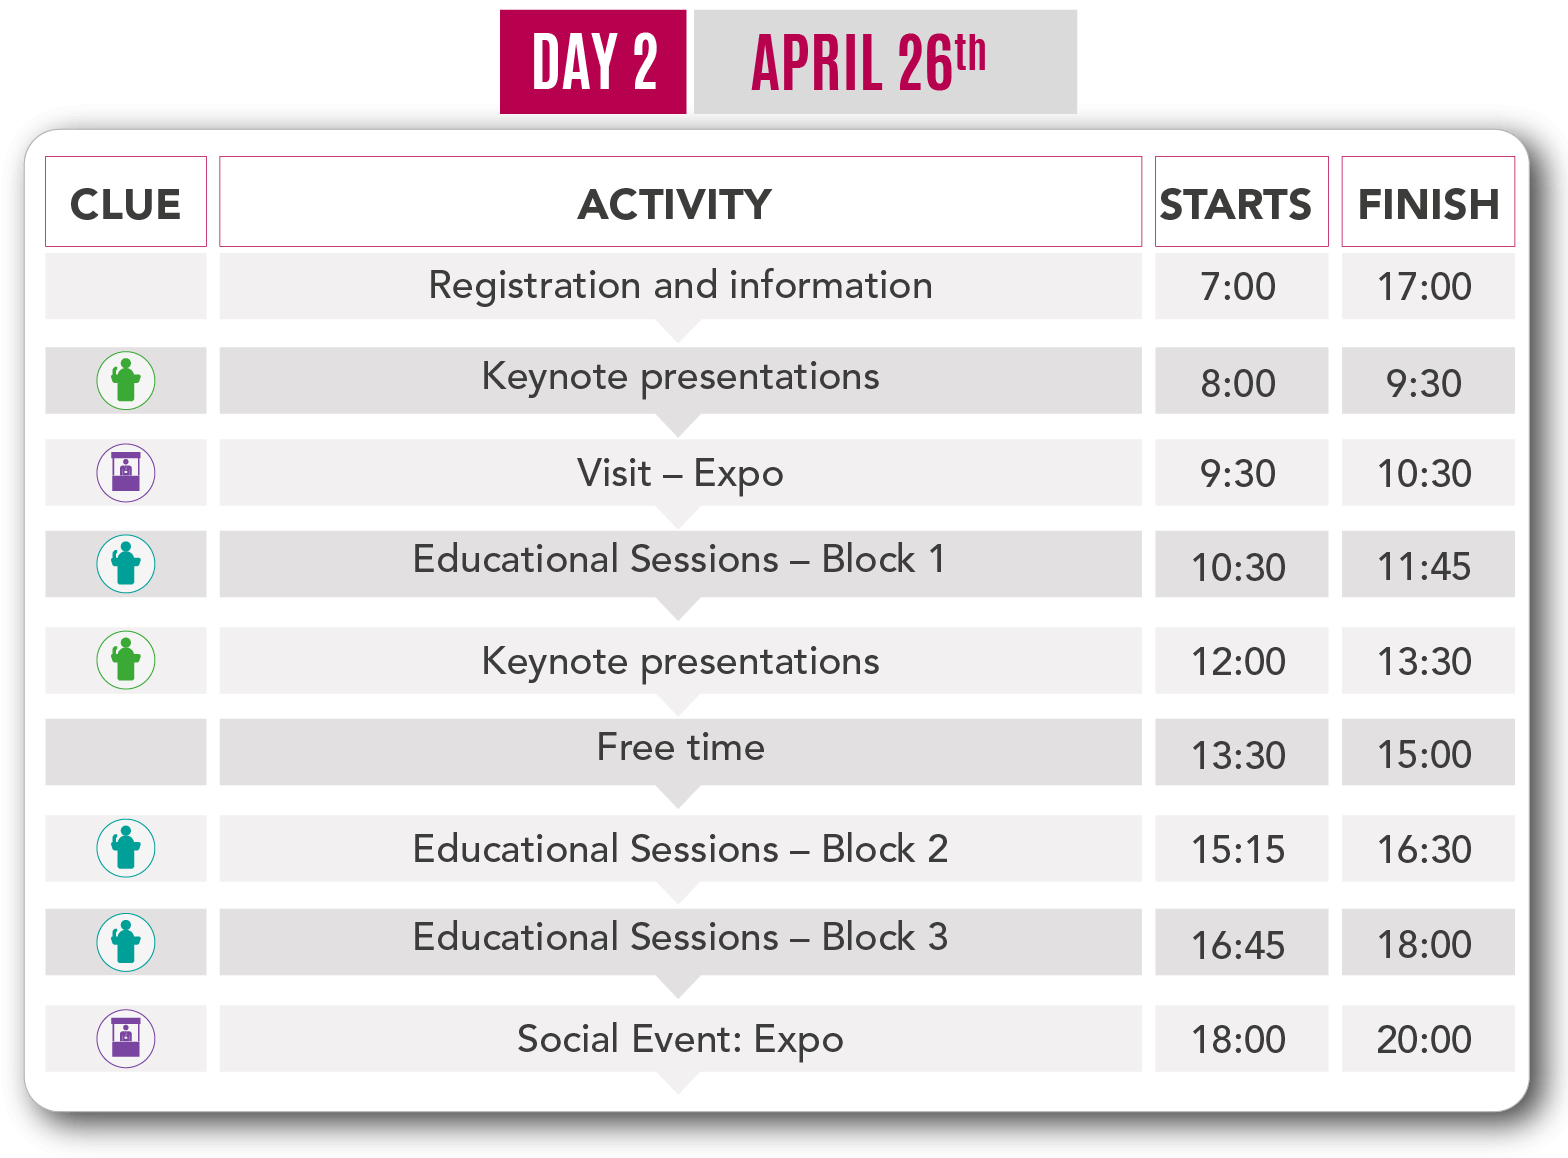 DAY 2 APRIL 26th
CLUE ACTIVITY STARTS FINISH
Registration and information 7:00 17:00
Keynote presentations 8:00 9:30
Visit – Expo 9:30 10:30
Educational Sessions – Block 1 10:30 11:45
Keynote presentations 12:00 13:30
Free time 13:30 15:00
Educational Sessions – Block 2 15:15 16:30
Educational Sessions – Block 3 16:45 18:00
Social Event: Expo 18:00 20:00